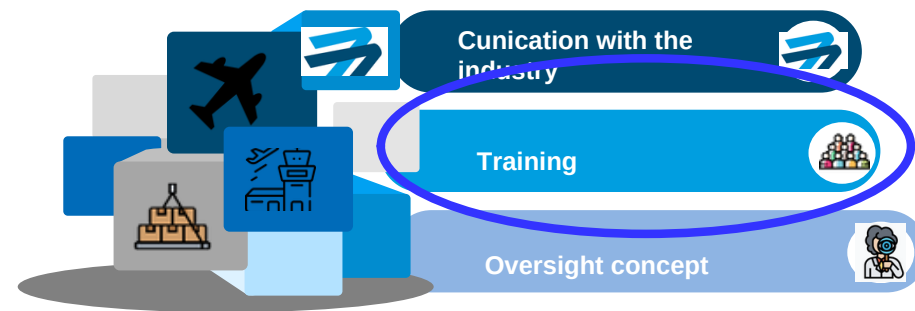 Cunication with the
industry
Training
Oversight concept